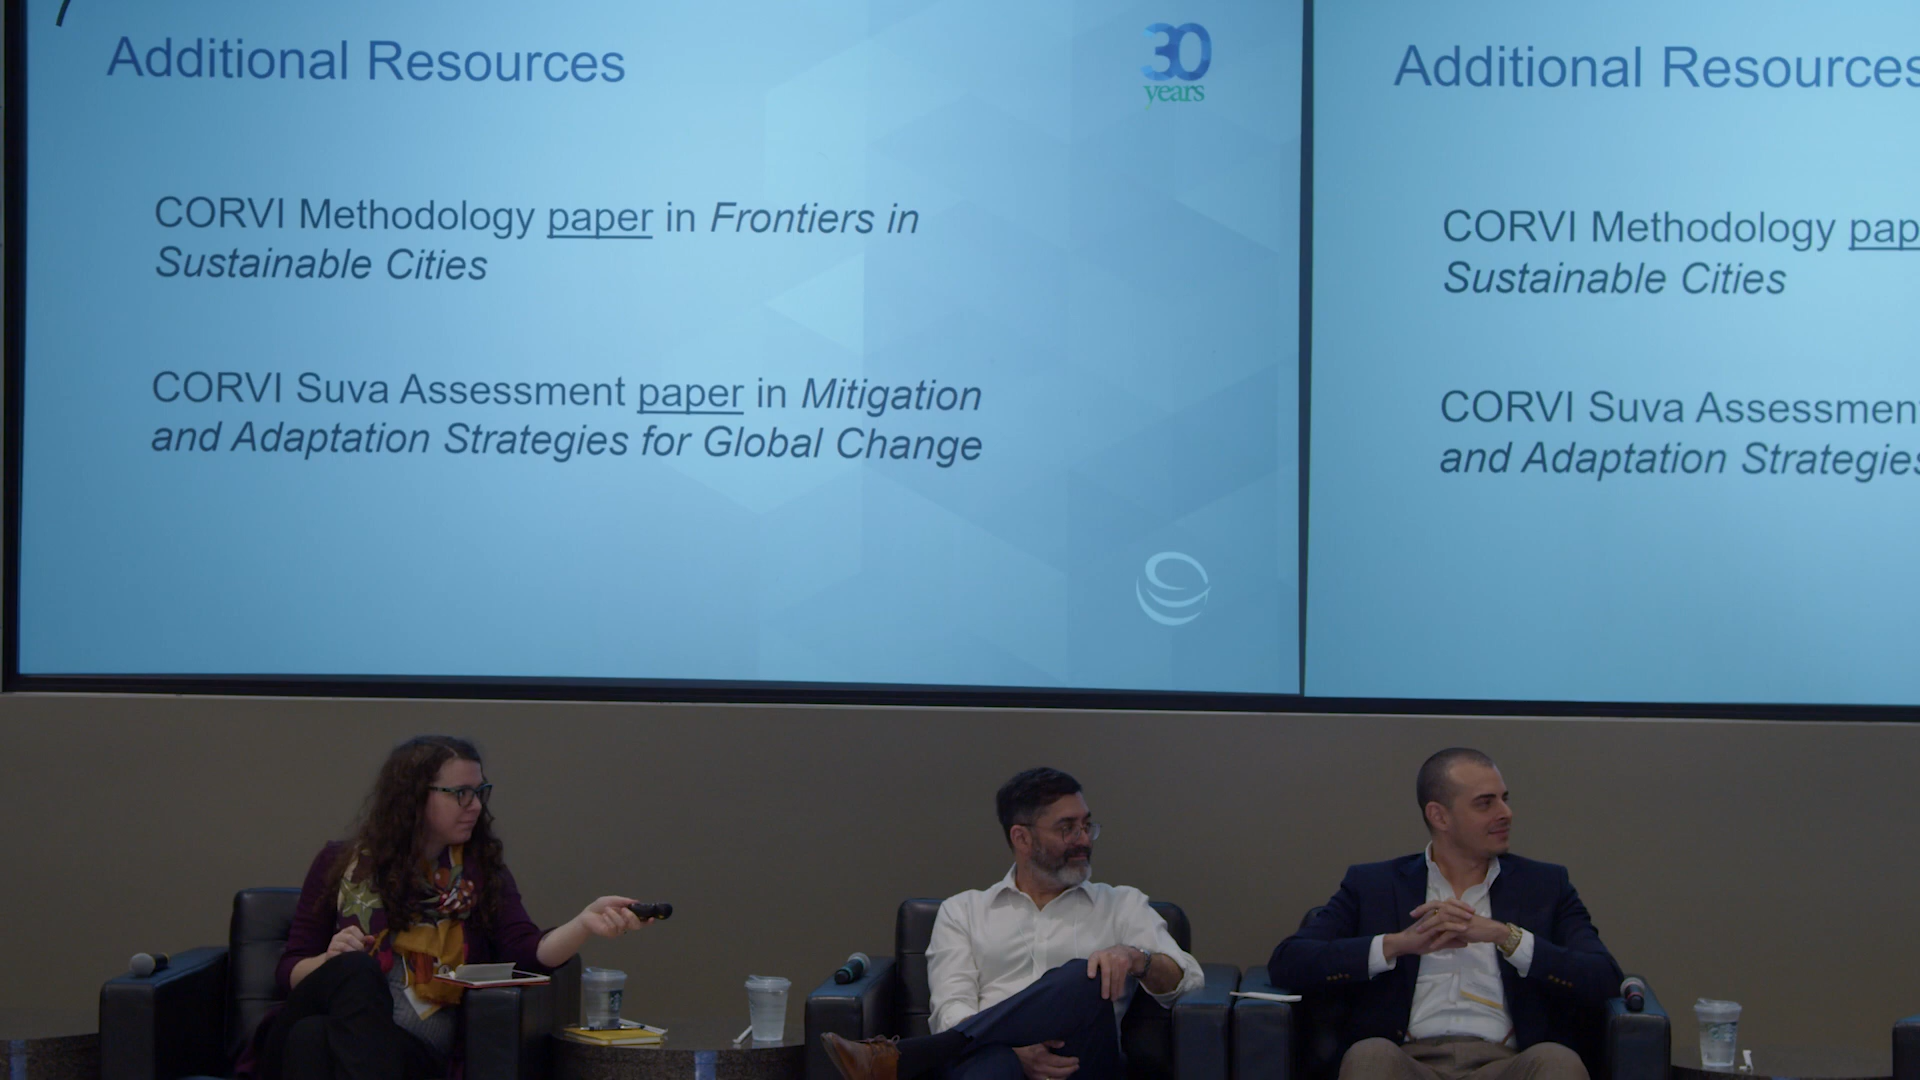 Additional Resources
30
years
CORVI Methodology paper in Frontiers in
Sustainable Cities
CORVI Suva Assessment paper in Mitigation
and Adaptation Strategies for Global Change
Additional Resources
CORVI Methodology pap
Sustainable Cities
CORVI Suva Assessmen
and Adaptation Strategies